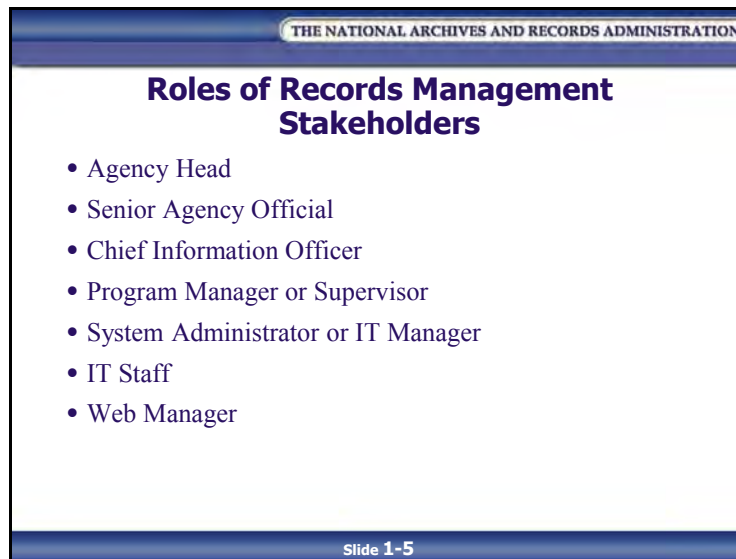 THE NATIONAL ARCHIVES AND RECORDS ADMINISTRATION
Roles of Records Management
Stakeholders
• Agency Head
• Senior Agency Official
• Chief Information Officer
• Program Manager or Supervisor
• System Administrator or IT Manager
• IT Staff
• Web Manager
Slide 1-5